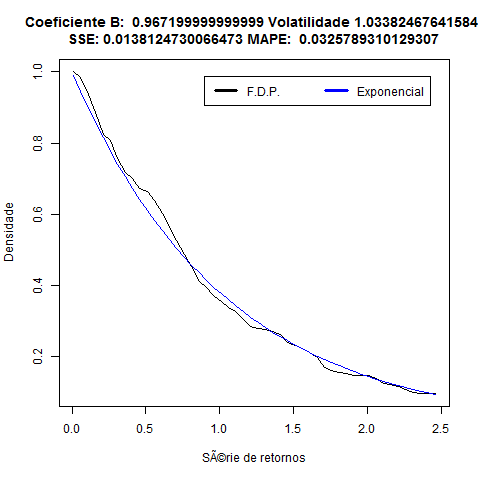 Coeficiente B:  0.967199999999999 Volatilidade 1.03382467641584
SSE: 0.0138124730066473 MAPE:  0.0325789310129307
F.D.P.
Exponencial
Densidade
1.0
0.8
0.6
0.4
0.2
0.0
0.5
1.0
1.5
2.0
2.5
SÃ©rie de retornos